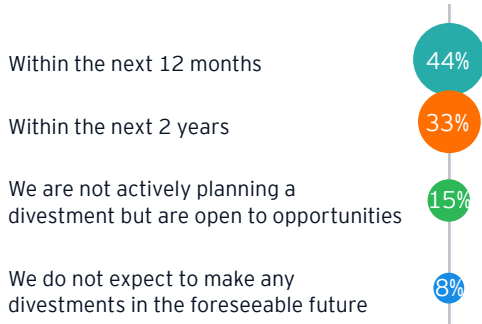 Within the next 12 months
44%
Within the next 2 years
33%
We are not actively planning a
divestment but are open to opportunities
15%
We do not expect to make any
divestments in the foreseeable future
8%